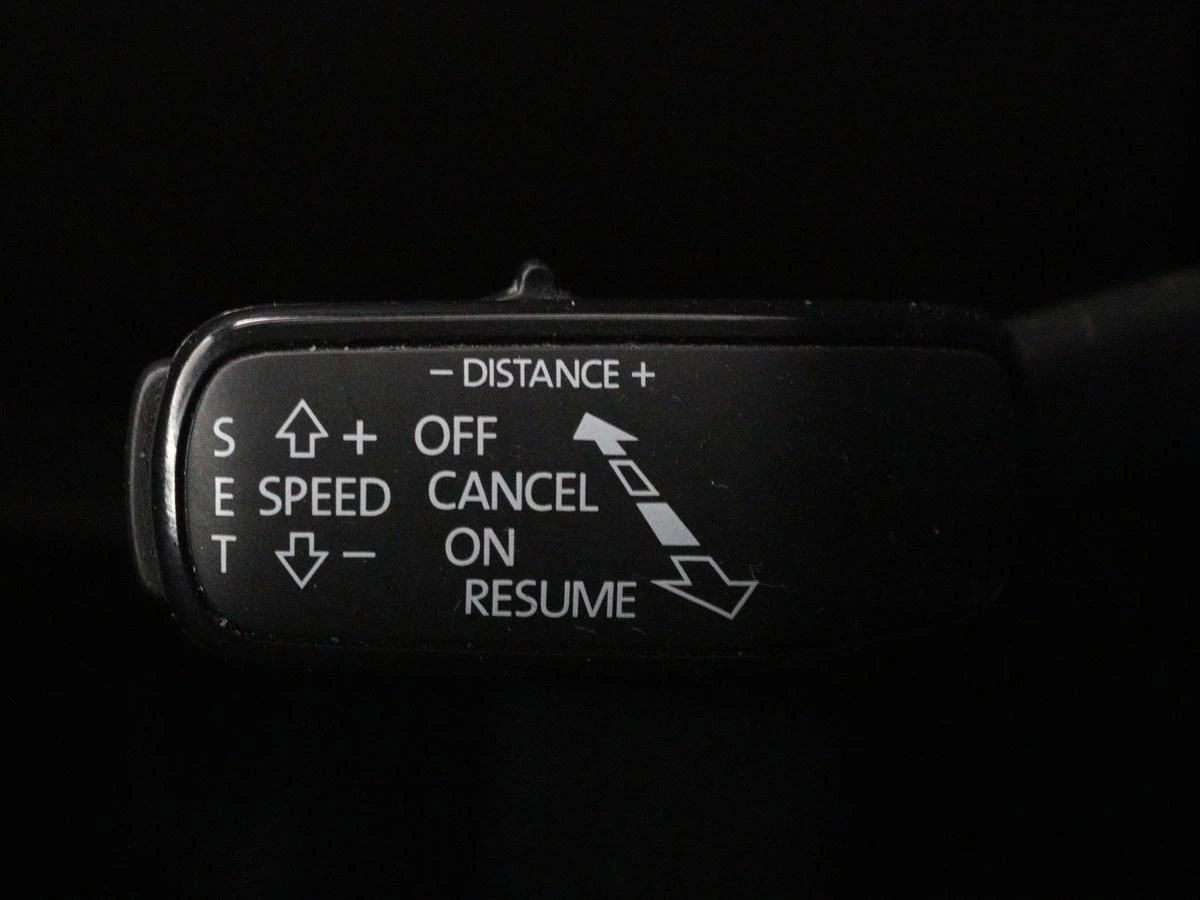 − DISTANCE +
S + OFF
E SPEED CANCEL
T − ON
RESUME